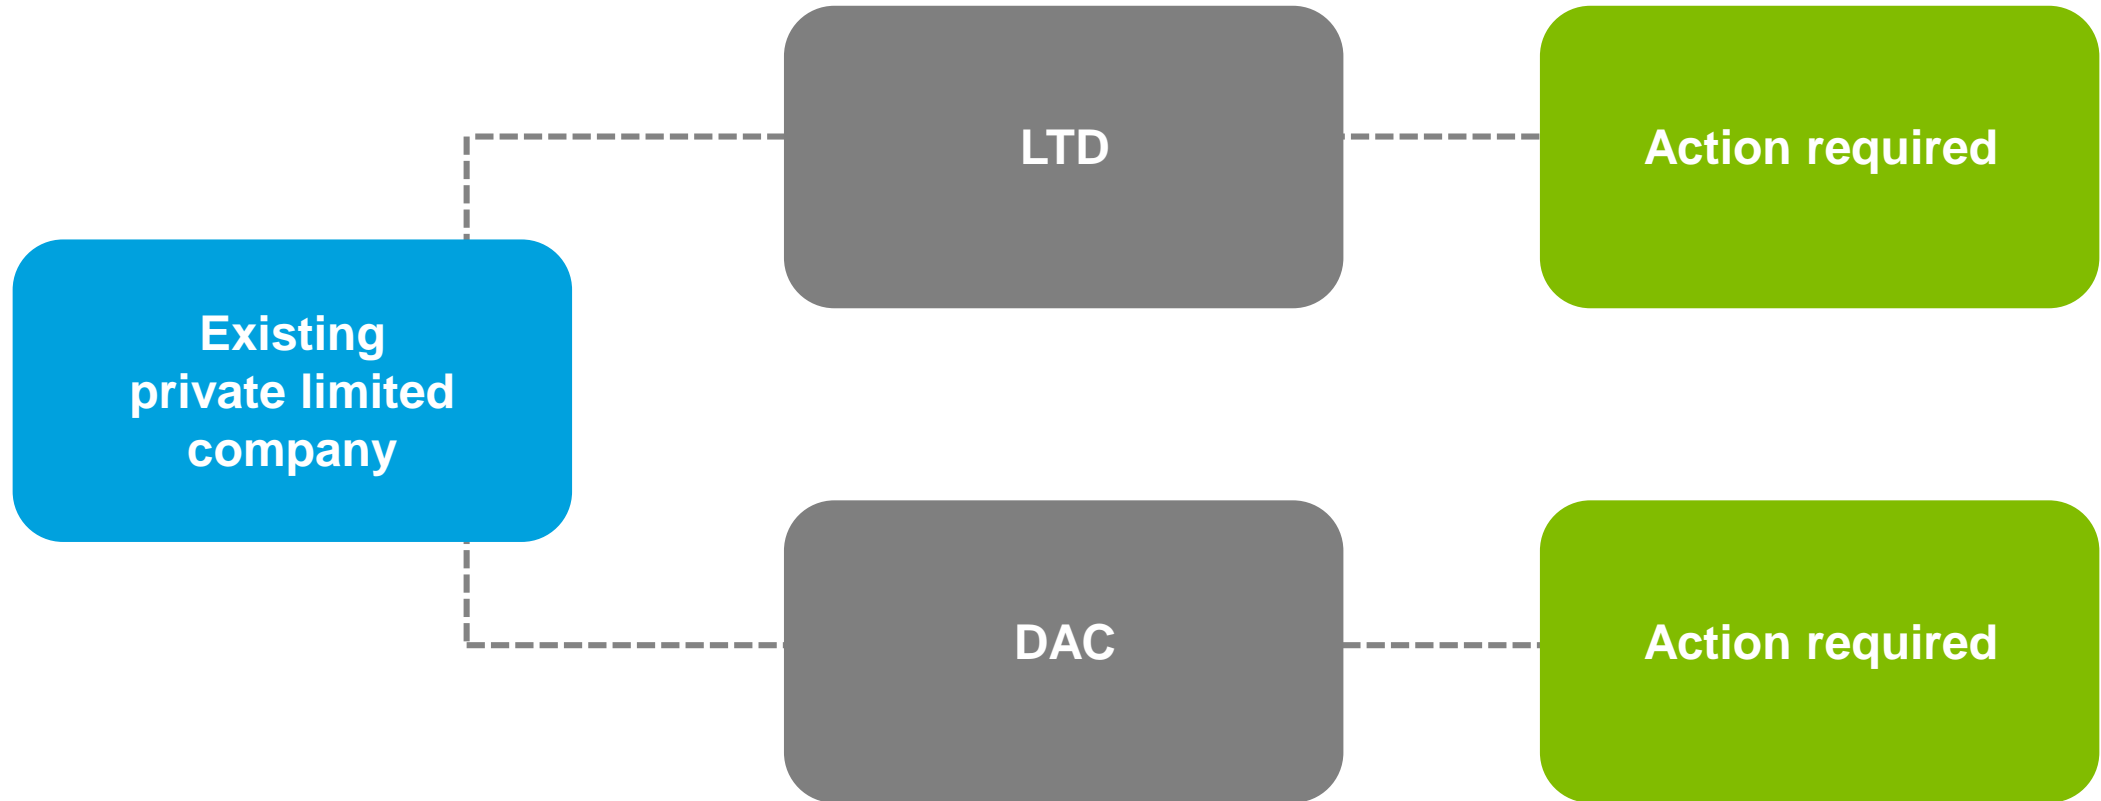 LTD
Action required
Existing
private limited
company
DAC
Action required